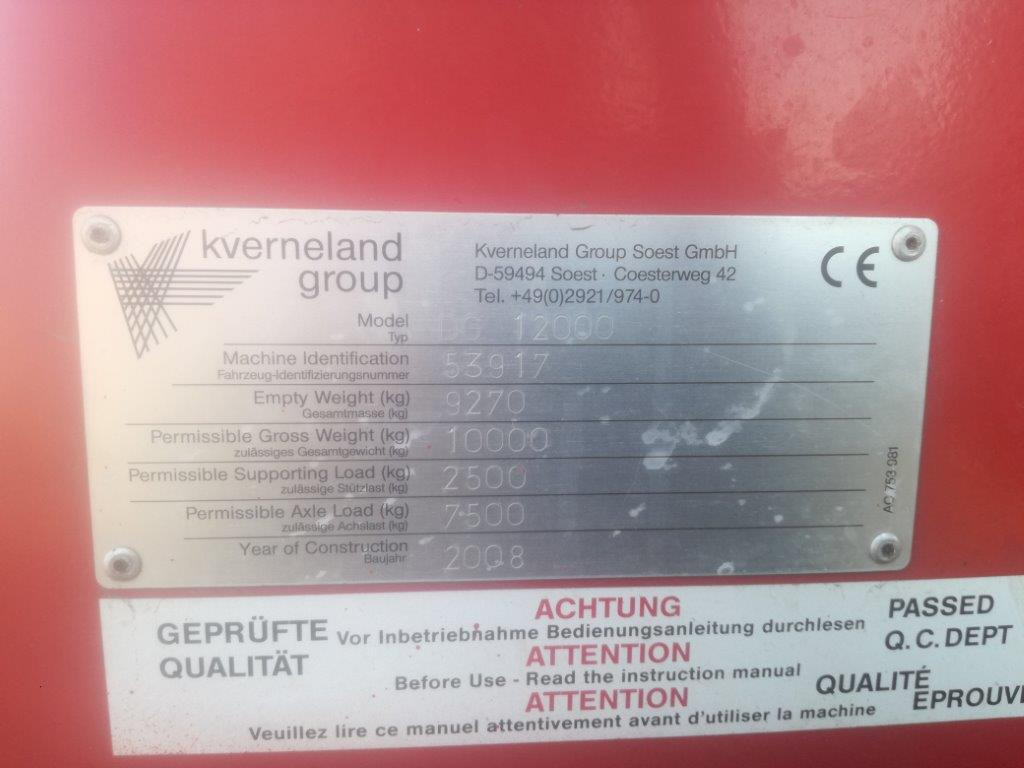 kverneland
group
Kverneland Group Soest GmbH
D-59494 Soest · Coesterweg 42
Tel. +49(0)2921/974-0
CE
Model
Typ
DG 12000
Machine Identification
Fahrzeug-Identifizierungsnummer
53917
Empty Weight (kg)
Gesamtmasse (kg)
9270
Permissible Gross Weight (kg)
zulässiges Gesamtgewicht (kg)
10000
Permissible Supporting Load (kg)
zulässige Stützlast (kg)
2500
Permissible Axle Load (kg)
zulässige Achslast (kg)
7500
Year of Construction
Baujahr
2008
AC 753 981
GEPRÜFTE
QUALITÄT
ACHTUNG
Vor Inbetriebnahme Bedienungsanleitung durchlesen
ATTENTION
Before Use - Read the instruction manual
ATTENTION
Veuillez lire ce manuel attentivement avant d'utiliser la machine
PASSED
Q.C. DEPT
QUALITÉ
ÉPROUV